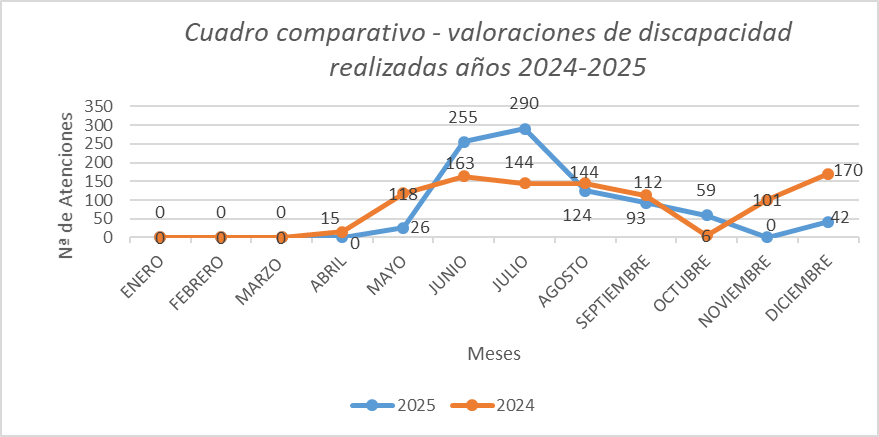 Cuadro comparativo - valoraciones de discapacidad
realizadas años 2024-2025
Nª de Atenciones
350
300
250
200
150
100
50
0
0
0
0
0
0
0
15
0
118
26
255
163
290
144
144
124
112
93
59
6
101
0
170
42
ENERO
FEBRERO
MARZO
ABRIL
MAYO
JUNIO
JULIO
AGOSTO
SEPTIEMBRE
OCTUBRE
NOVIEMBRE
DICIEMBRE
Meses
2025
2024